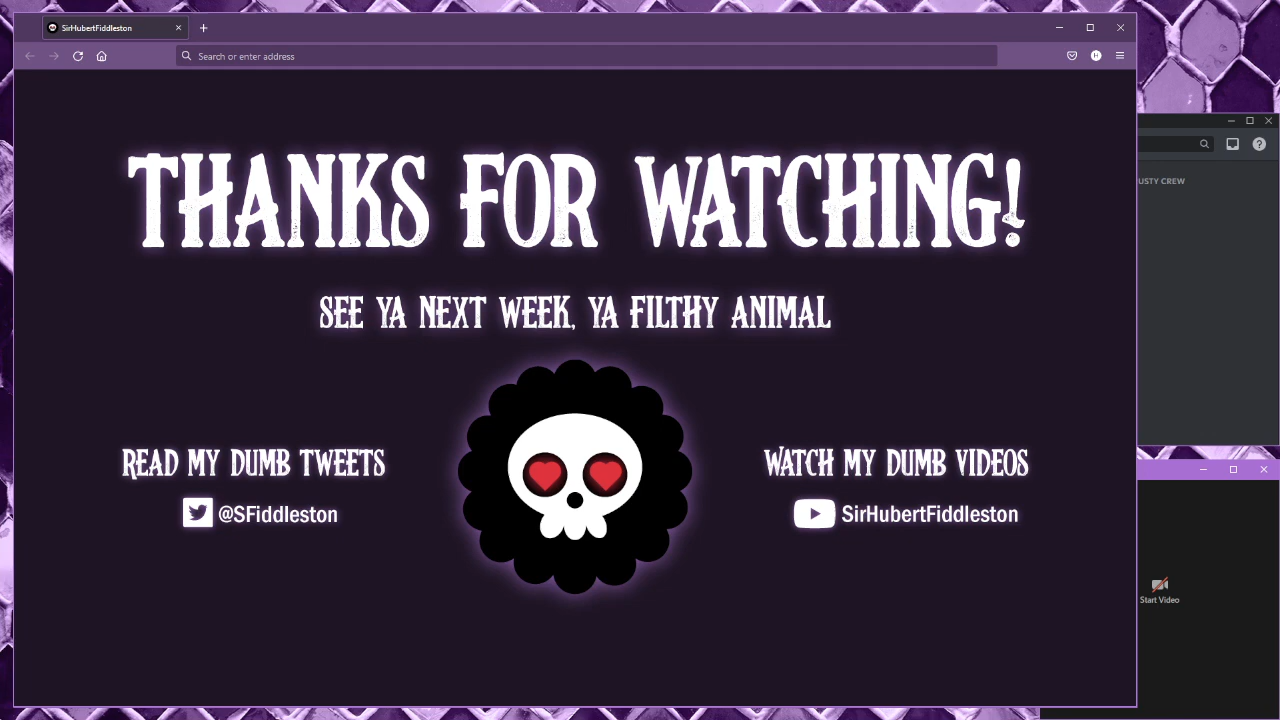 SirHubertFiddleston
Search or enter address
H
THANKS FOR WATCHING!
SEE YA NEXT WEEK, YA FILTHY ANIMAL
READ MY DUMB TWEETS
@SFiddleston
WATCH MY DUMB VIDEOS
SirHubertFiddleston
USTY CREW
Start Video